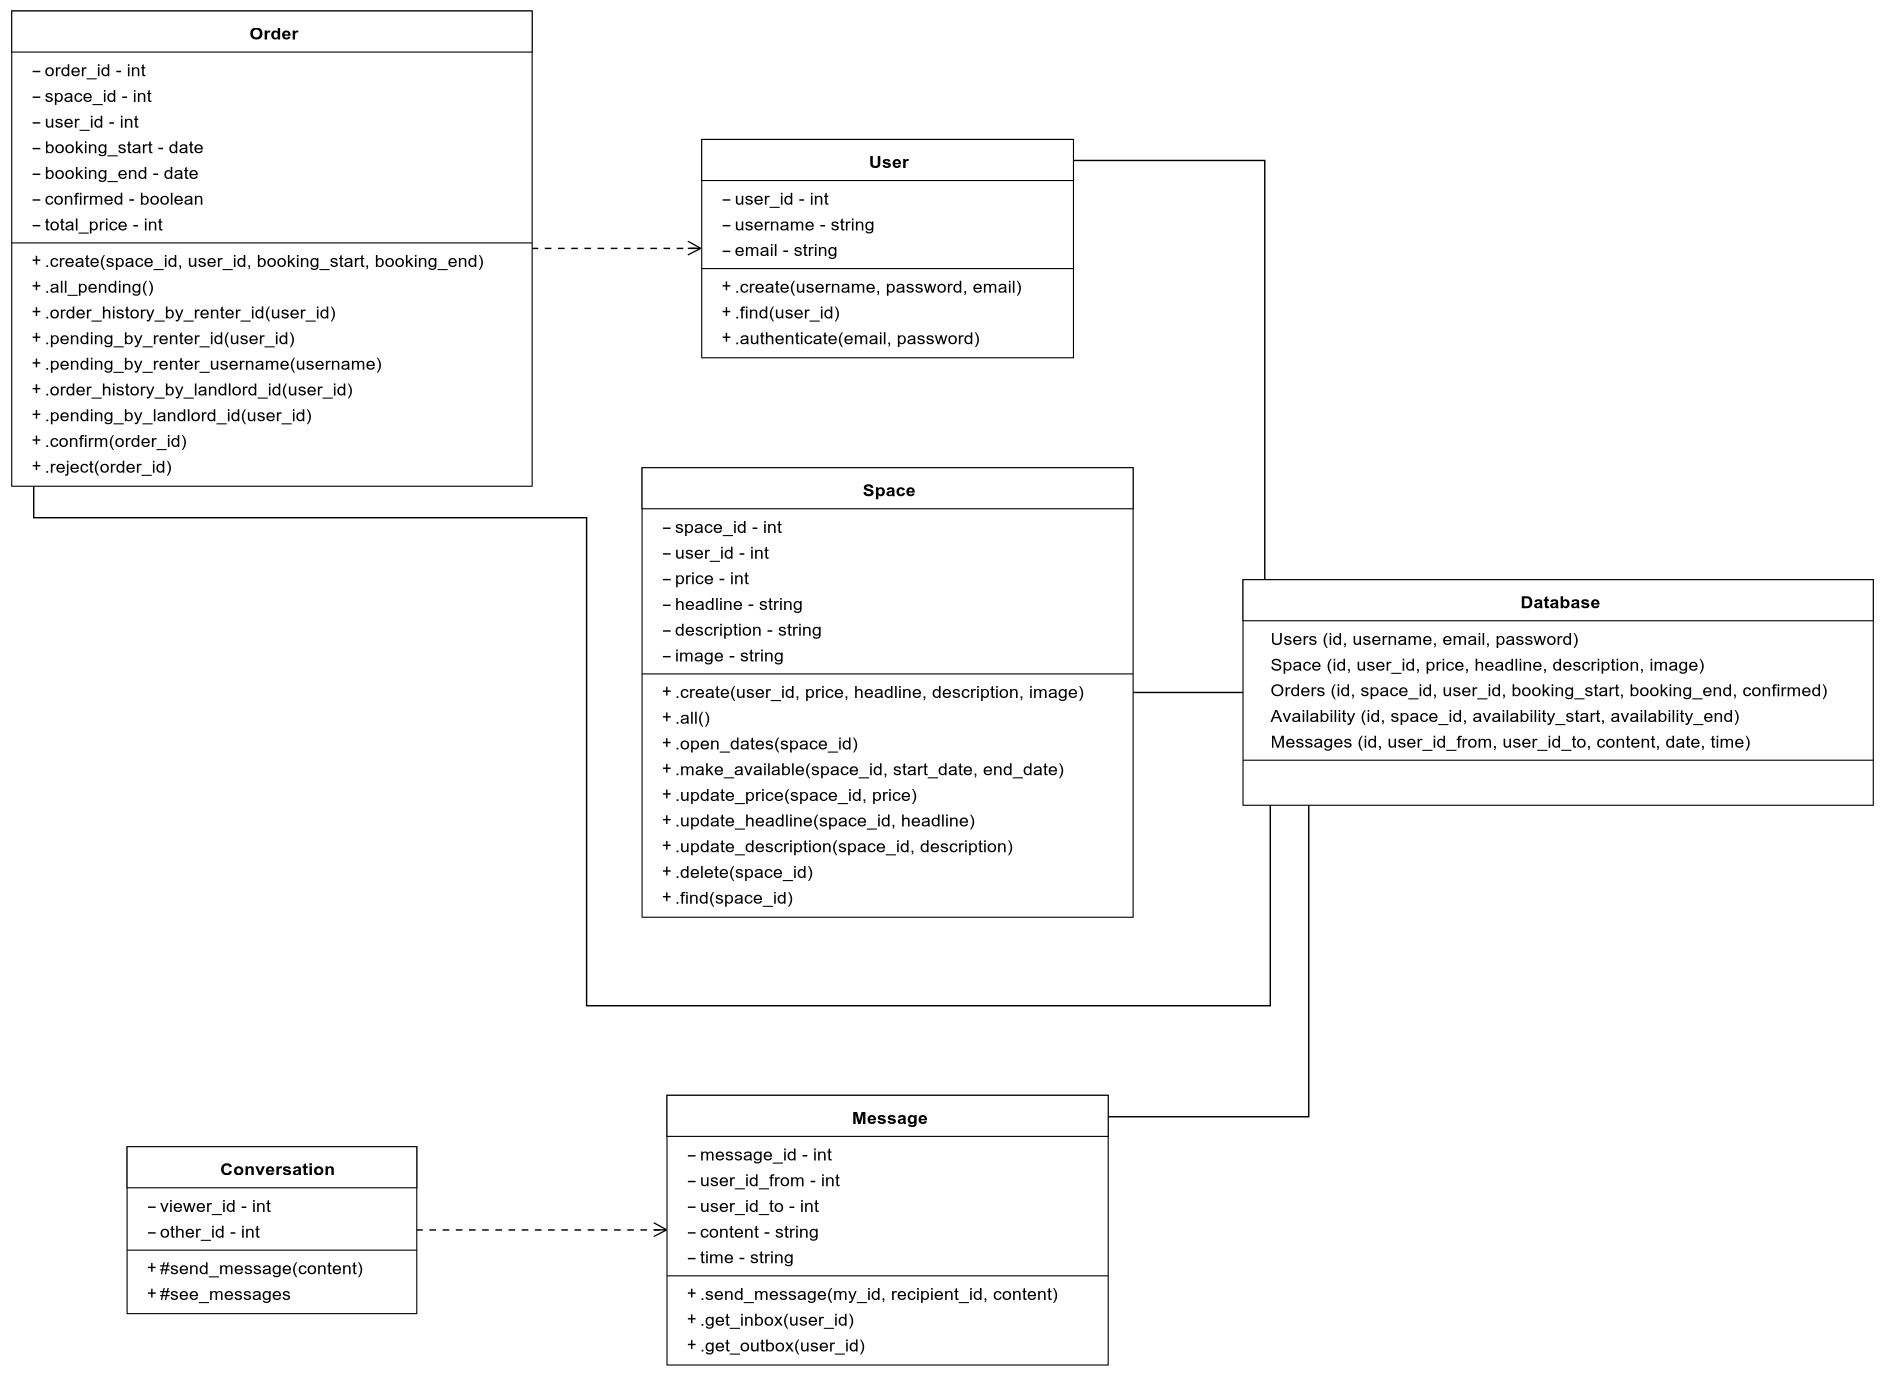 Order
– order_id - int
– space_id - int
– user_id - int
– booking_start - date
– booking_end - date
– confirmed - boolean
– total_price - int
+ .create(space_id, user_id, booking_start, booking_end)
+ .all_pending()
+ .order_history_by_renter_id(user_id)
+ .pending_by_renter_id(user_id)
+ .pending_by_renter_username(username)
+ .order_history_by_landlord_id(user_id)
+ .pending_by_landlord_id(user_id)
+ .confirm(order_id)
+ .reject(order_id)
User
– user_id - int
– username - string
– email - string
+ .create(username, password, email)
+ .find(user_id)
+ .authenticate(email, password)
Space
– space_id - int
– user_id - int
– price - int
– headline - string
– description - string
– image - string
+ .create(user_id, price, headline, description, image)
+ .all()
+ .open_dates(space_id)
+ .make_available(space_id, start_date, end_date)
+ .update_price(space_id, price)
+ .update_headline(space_id, headline)
+ .update_description(space_id, description)
+ .delete(space_id)
+ .find(space_id)
Database
Users (id, username, email, password)
Space (id, user_id, price, headline, description, image)
Orders (id, space_id, user_id, booking_start, booking_end, confirmed)
Availability (id, space_id, availability_start, availability_end)
Messages (id, user_id_from, user_id_to, content, date, time)
Conversation
– viewer_id - int
– other_id - int
+ #send_message(content)
+ #see_messages
Message
– message_id - int
– user_id_from - int
– user_id_to - int
– content - string
– time - string
+ .send_message(my_id, recipient_id, content)
+ .get_inbox(user_id)
+ .get_outbox(user_id)